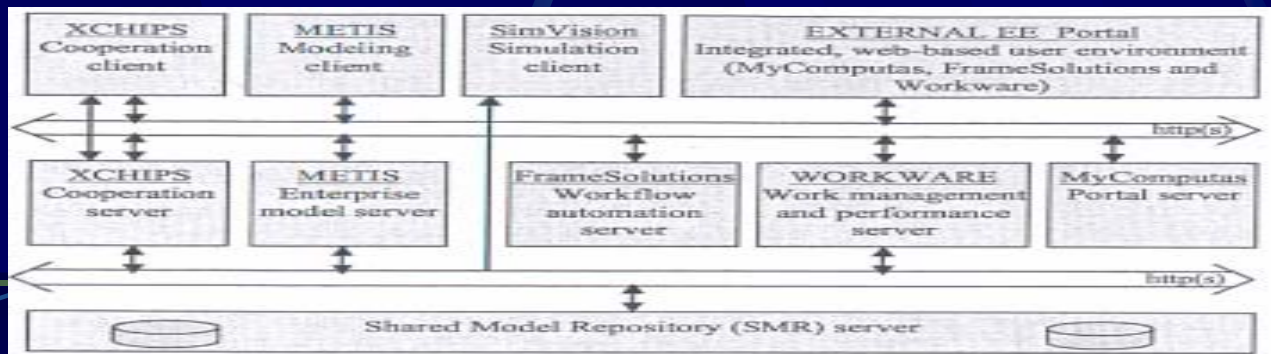 XCHIPS
Cooperation
client
METIS
Modeling
client
SimVision
Simulation
client
EXTERNAL EE Portal
Integrated, web-based user environment
(MyComputas, FrameSolutions and
Workware)
http(s)
XCHIPS
Cooperation
server
METIS
Enterprise
model server
FrameSolutions
Workflow
automation
server
WORKWARE
Work management
and performance
server
MyComputas
Portal server
http(s)
Shared Model Repository (SMR) server